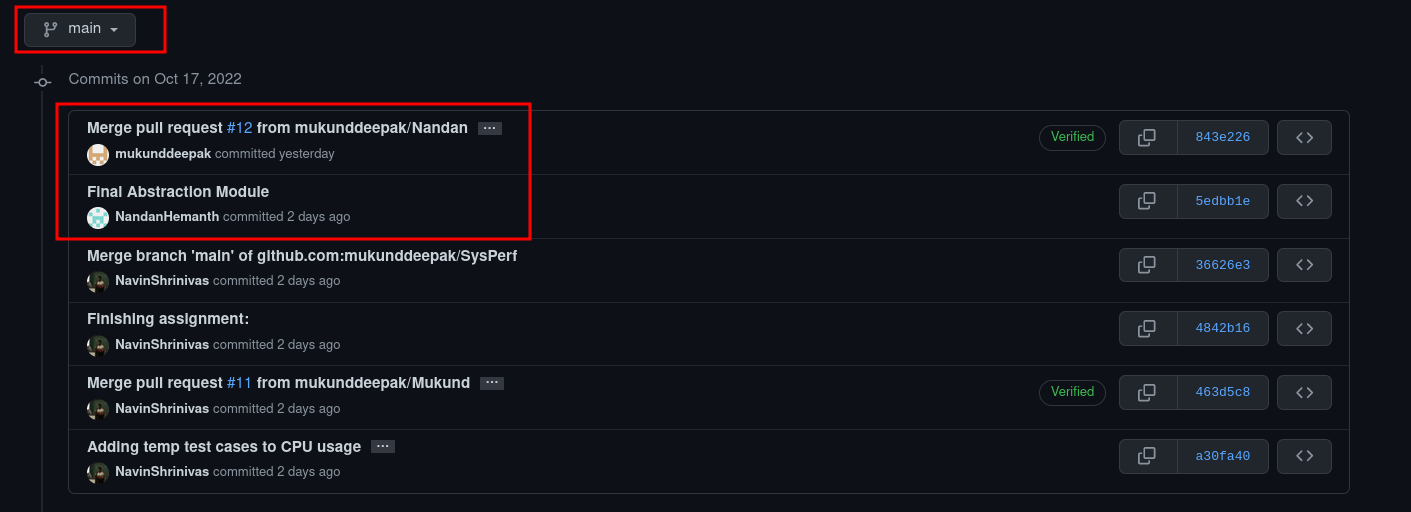 main
Commits on Oct 17, 2022
Merge pull request #12 from mukunddeepak/Nandan ...
mukunddeepak committed yesterday
Verified
843e226
Final Abstraction Module
NandanHemanth committed 2 days ago
5edbb1e
Merge branch 'main' of github.com:mukunddeepak/SysPerf
NavinShrinivas committed 2 days ago
36626e3
Finishing assignment:
NavinShrinivas committed 2 days ago
4842b16
Merge pull request #11 from mukunddeepak/Mukund ...
NavinShrinivas committed 2 days ago
Verified
463d5c8
Adding temp test cases to CPU usage ...
NavinShrinivas committed 2 days ago
a30fa40